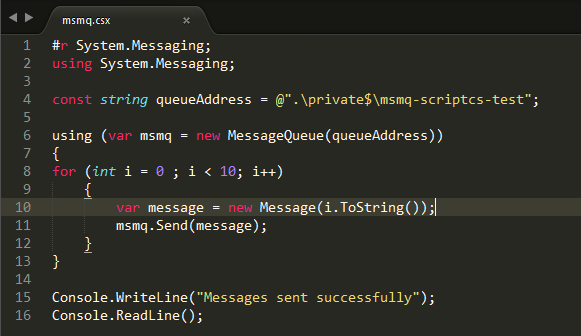 msmq.csx ×
1 #r System.Messaging;
2 using System.Messaging;
3
4 const string queueAddress = @".\private$\msmq-scriptcs-test";
5
6 using (var msmq = new MessageQueue(queueAddress))
7 {
8 for (int i = 0 ; i < 10; i++)
9     {
10         var message = new Message(i.ToString());
11         msmq.Send(message);
12     }
13 }
14
15 Console.WriteLine("Messages sent successfully");
16 Console.ReadLine();